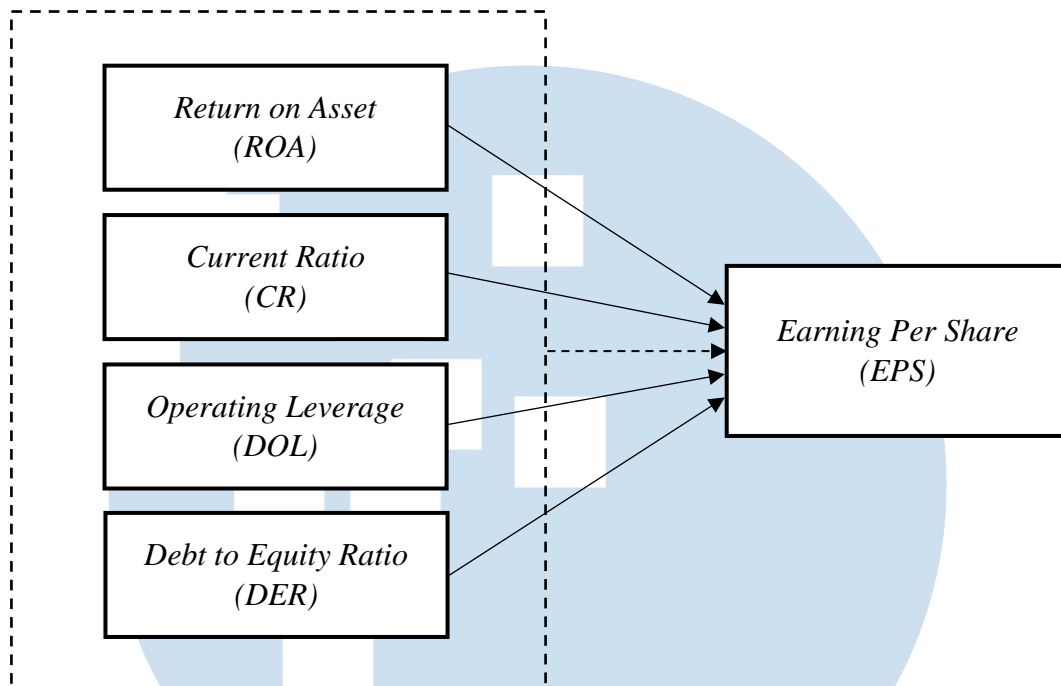 Return on Asset
(ROA)
Current Ratio
(CR)
Operating Leverage
(DOL)
Debt to Equity Ratio
(DER)
Earning Per Share
(EPS)